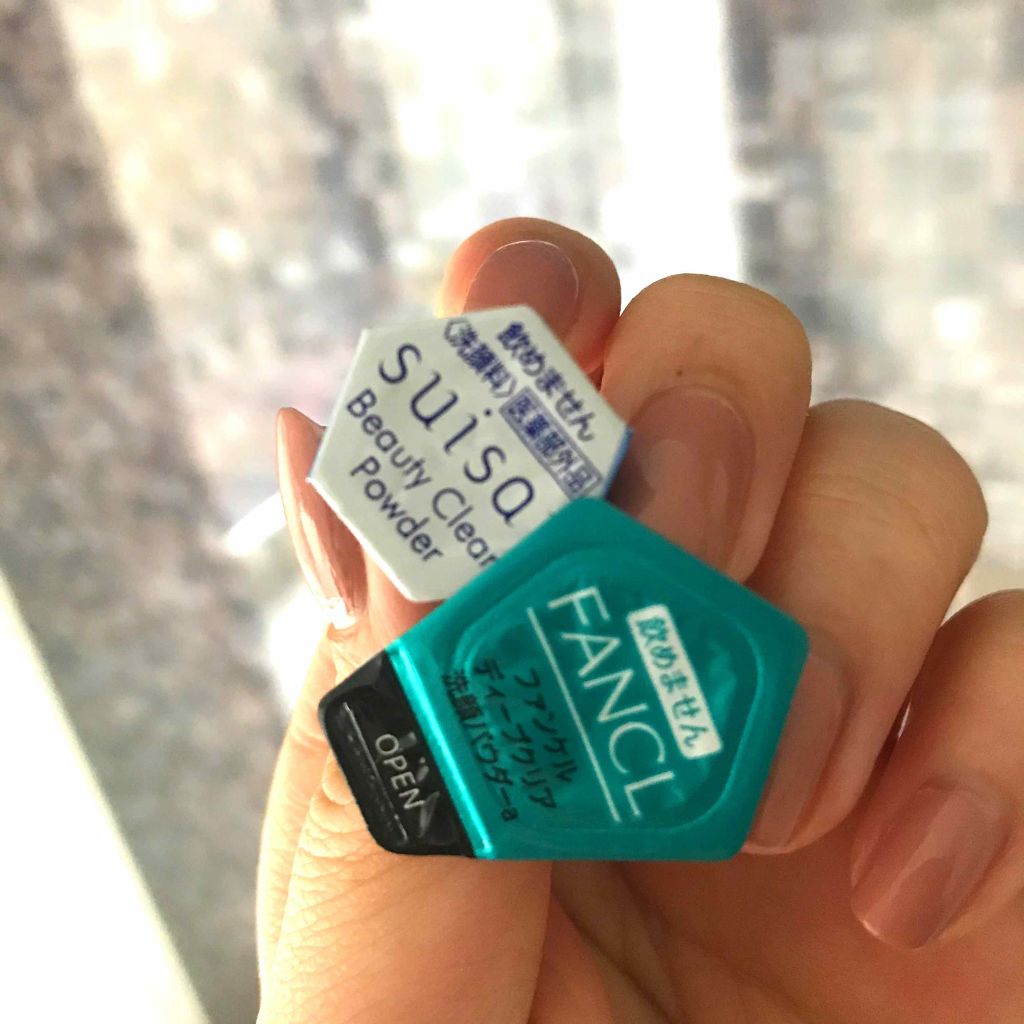 飲めません
〈洗顔料〉 医薬部外品
suisai
Beauty Clear
Powder
飲めません
FANCL
ファンケル
ディープクリア
洗顔パウダーa
OPEN